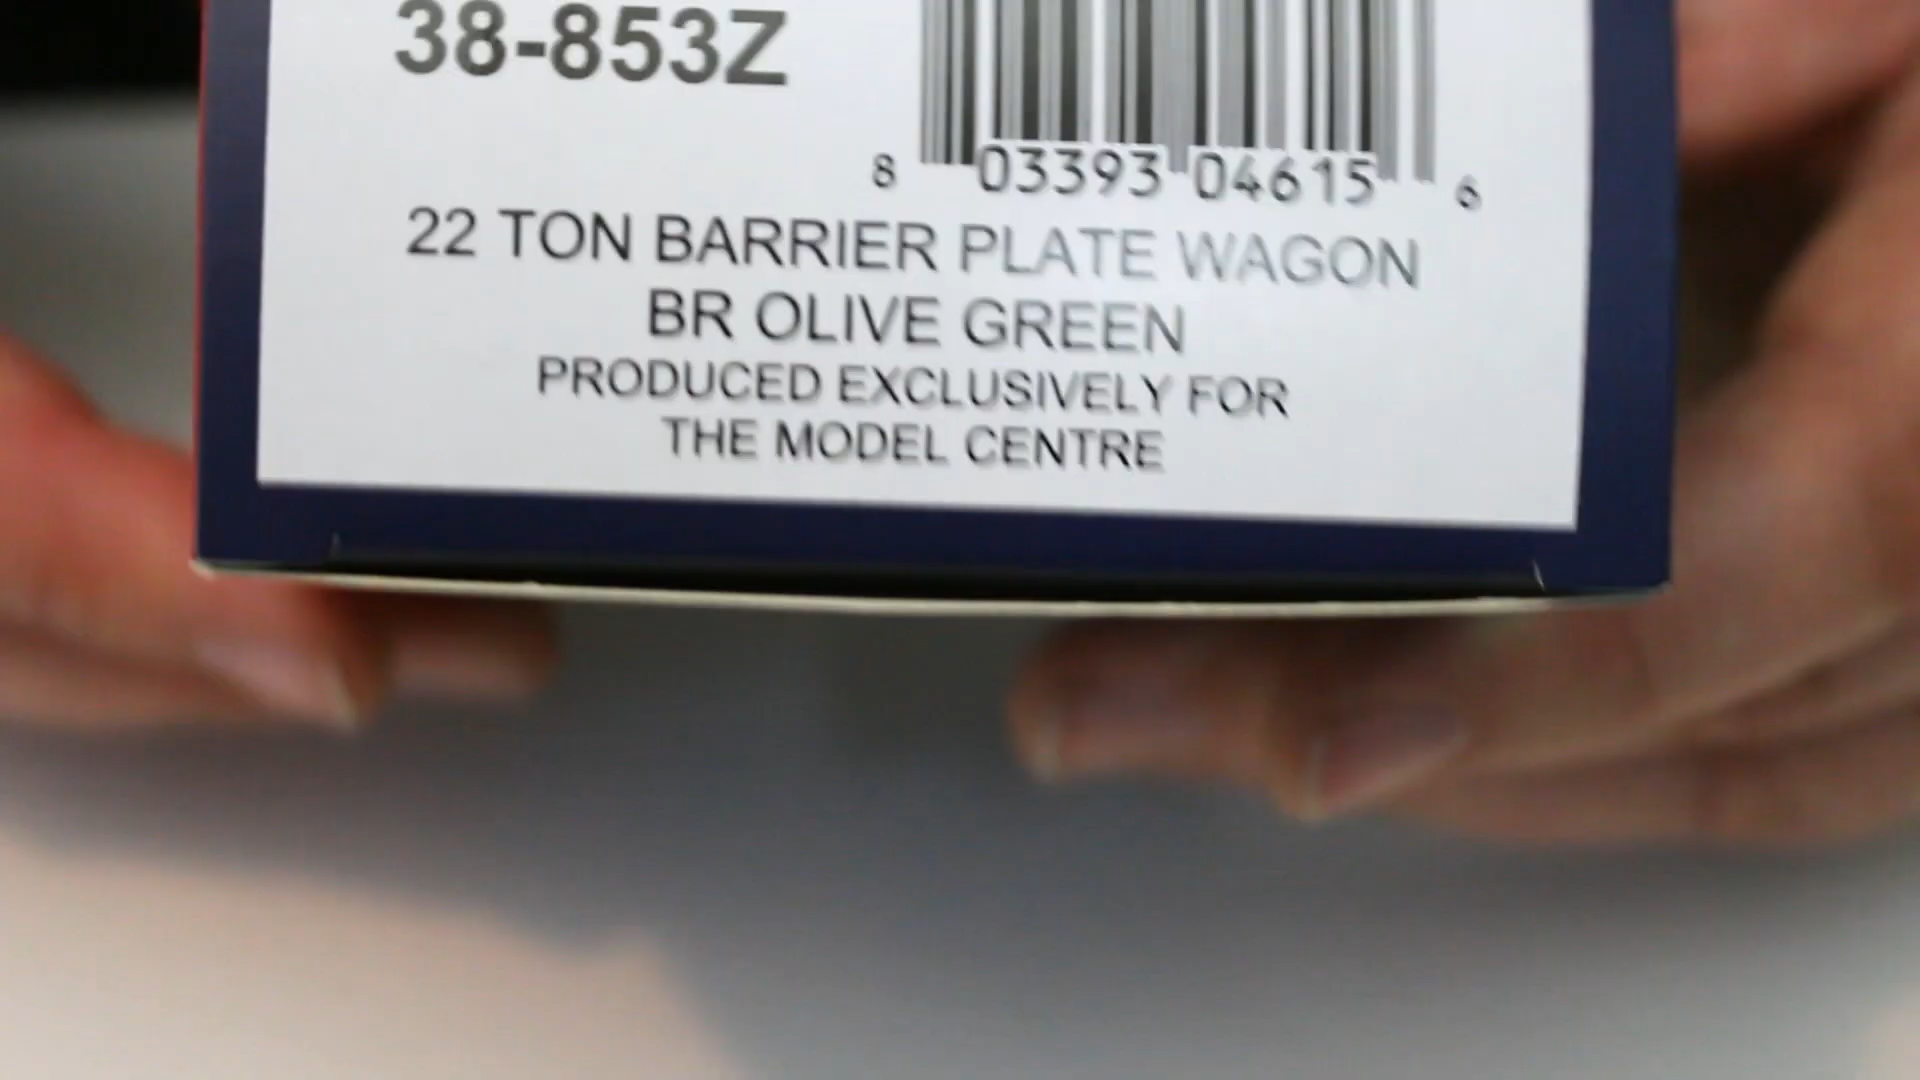 38-853Z
8 03393 04615 6
22 TON BARRIER PLATE WAGON
BR OLIVE GREEN
PRODUCED EXCLUSIVELY FOR
THE MODEL CENTRE